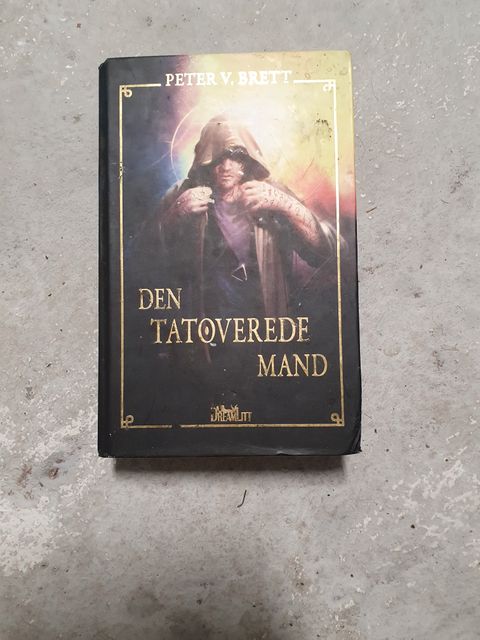 PETER V. BRETT
DEN
TATOVEREDE
MAND
DREAMLITT